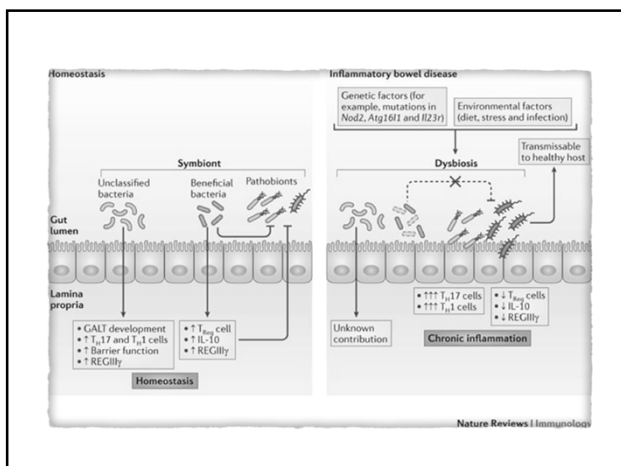 Homeostasis
Symbiont
Unclassified
bacteria
Beneficial
bacteria
Pathobionts
Gut
lumen
Lamina
propria
• GALT development
• ↑ TH17 and TH1 cells
• ↑ Barrier function
• ↑ REGIIIγ
• ↑ TReg cell
• ↑ IL-10
• ↑ REGIIIγ
Homeostasis
Inflammatory bowel disease
Genetic factors (for
example, mutations in
Nod2, Atg16l1 and Il23r)
Environmental factors
(diet, stress and infection)
Transmissable
to healthy host
Dysbiosis
Unknown
contribution
• ↑↑↑ TH17 cells
• ↑↑↑ TH1 cells
• ↓ TReg cells
• ↓ IL-10
• ↓ REGIIIγ
Chronic inflammation
Nature Reviews | Immunology